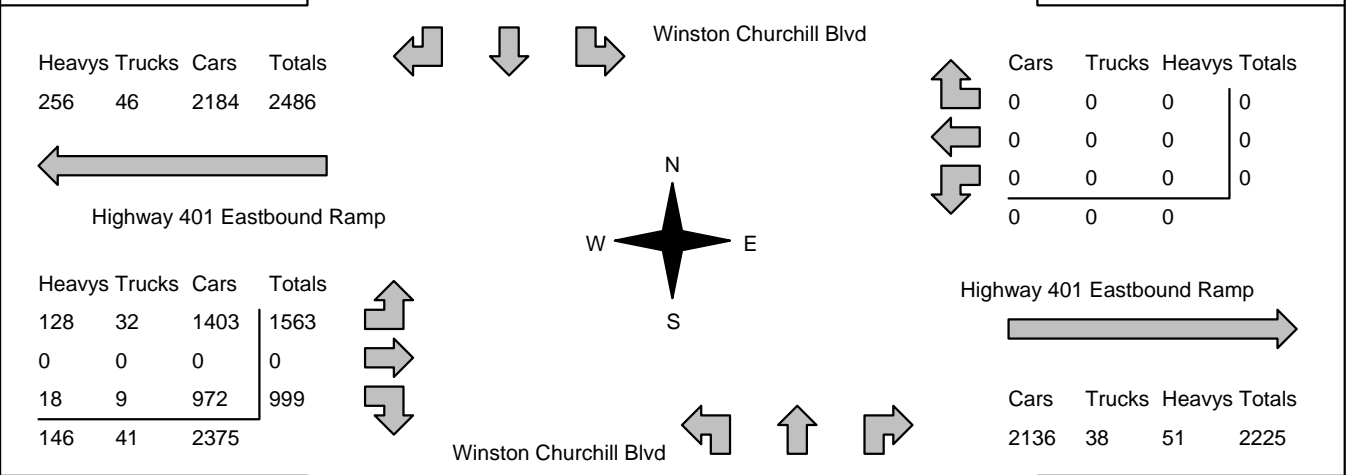 Winston Churchill Blvd
Heavys Trucks Cars Totals
256 46 2184 2486
Cars Trucks Heavys Totals
0 0 0 0
0 0 0 0
0 0 0 0
0 0 0
Highway 401 Eastbound Ramp
N
W E
S
Heavys Trucks Cars Totals
128 32 1403 1563
0 0 0 0
18 9 972 999
146 41 2375
Highway 401 Eastbound Ramp
Cars Trucks Heavys Totals
2136 38 51 2225
Winston Churchill Blvd